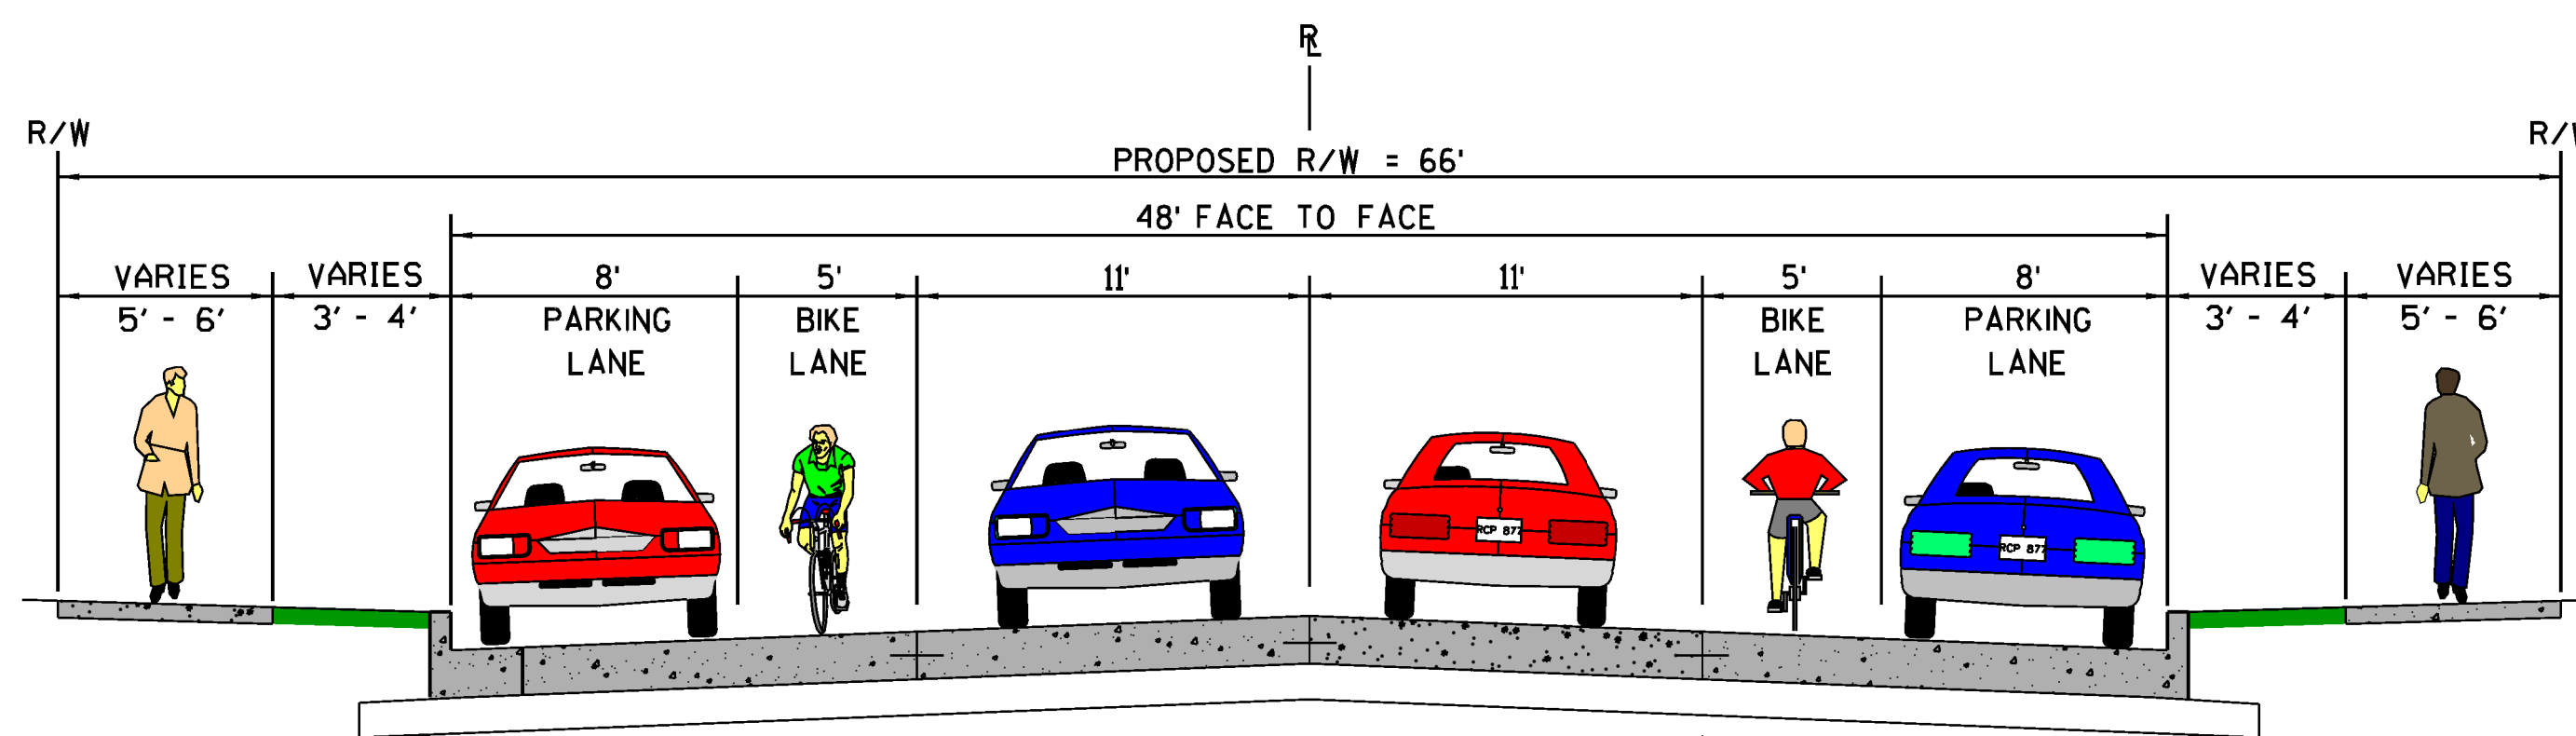 RL
R/W
R/W
PROPOSED R/W = 66'
48' FACE TO FACE
VARIES VARIES 8' 5' 11' 11' 5' 8' VARIES VARIES
5' - 6' 3' - 4' PARKING BIKE BIKE PARKING 3' - 4' 5' - 6'
LANE LANE LANE LANE
RCP 877
RCP 877